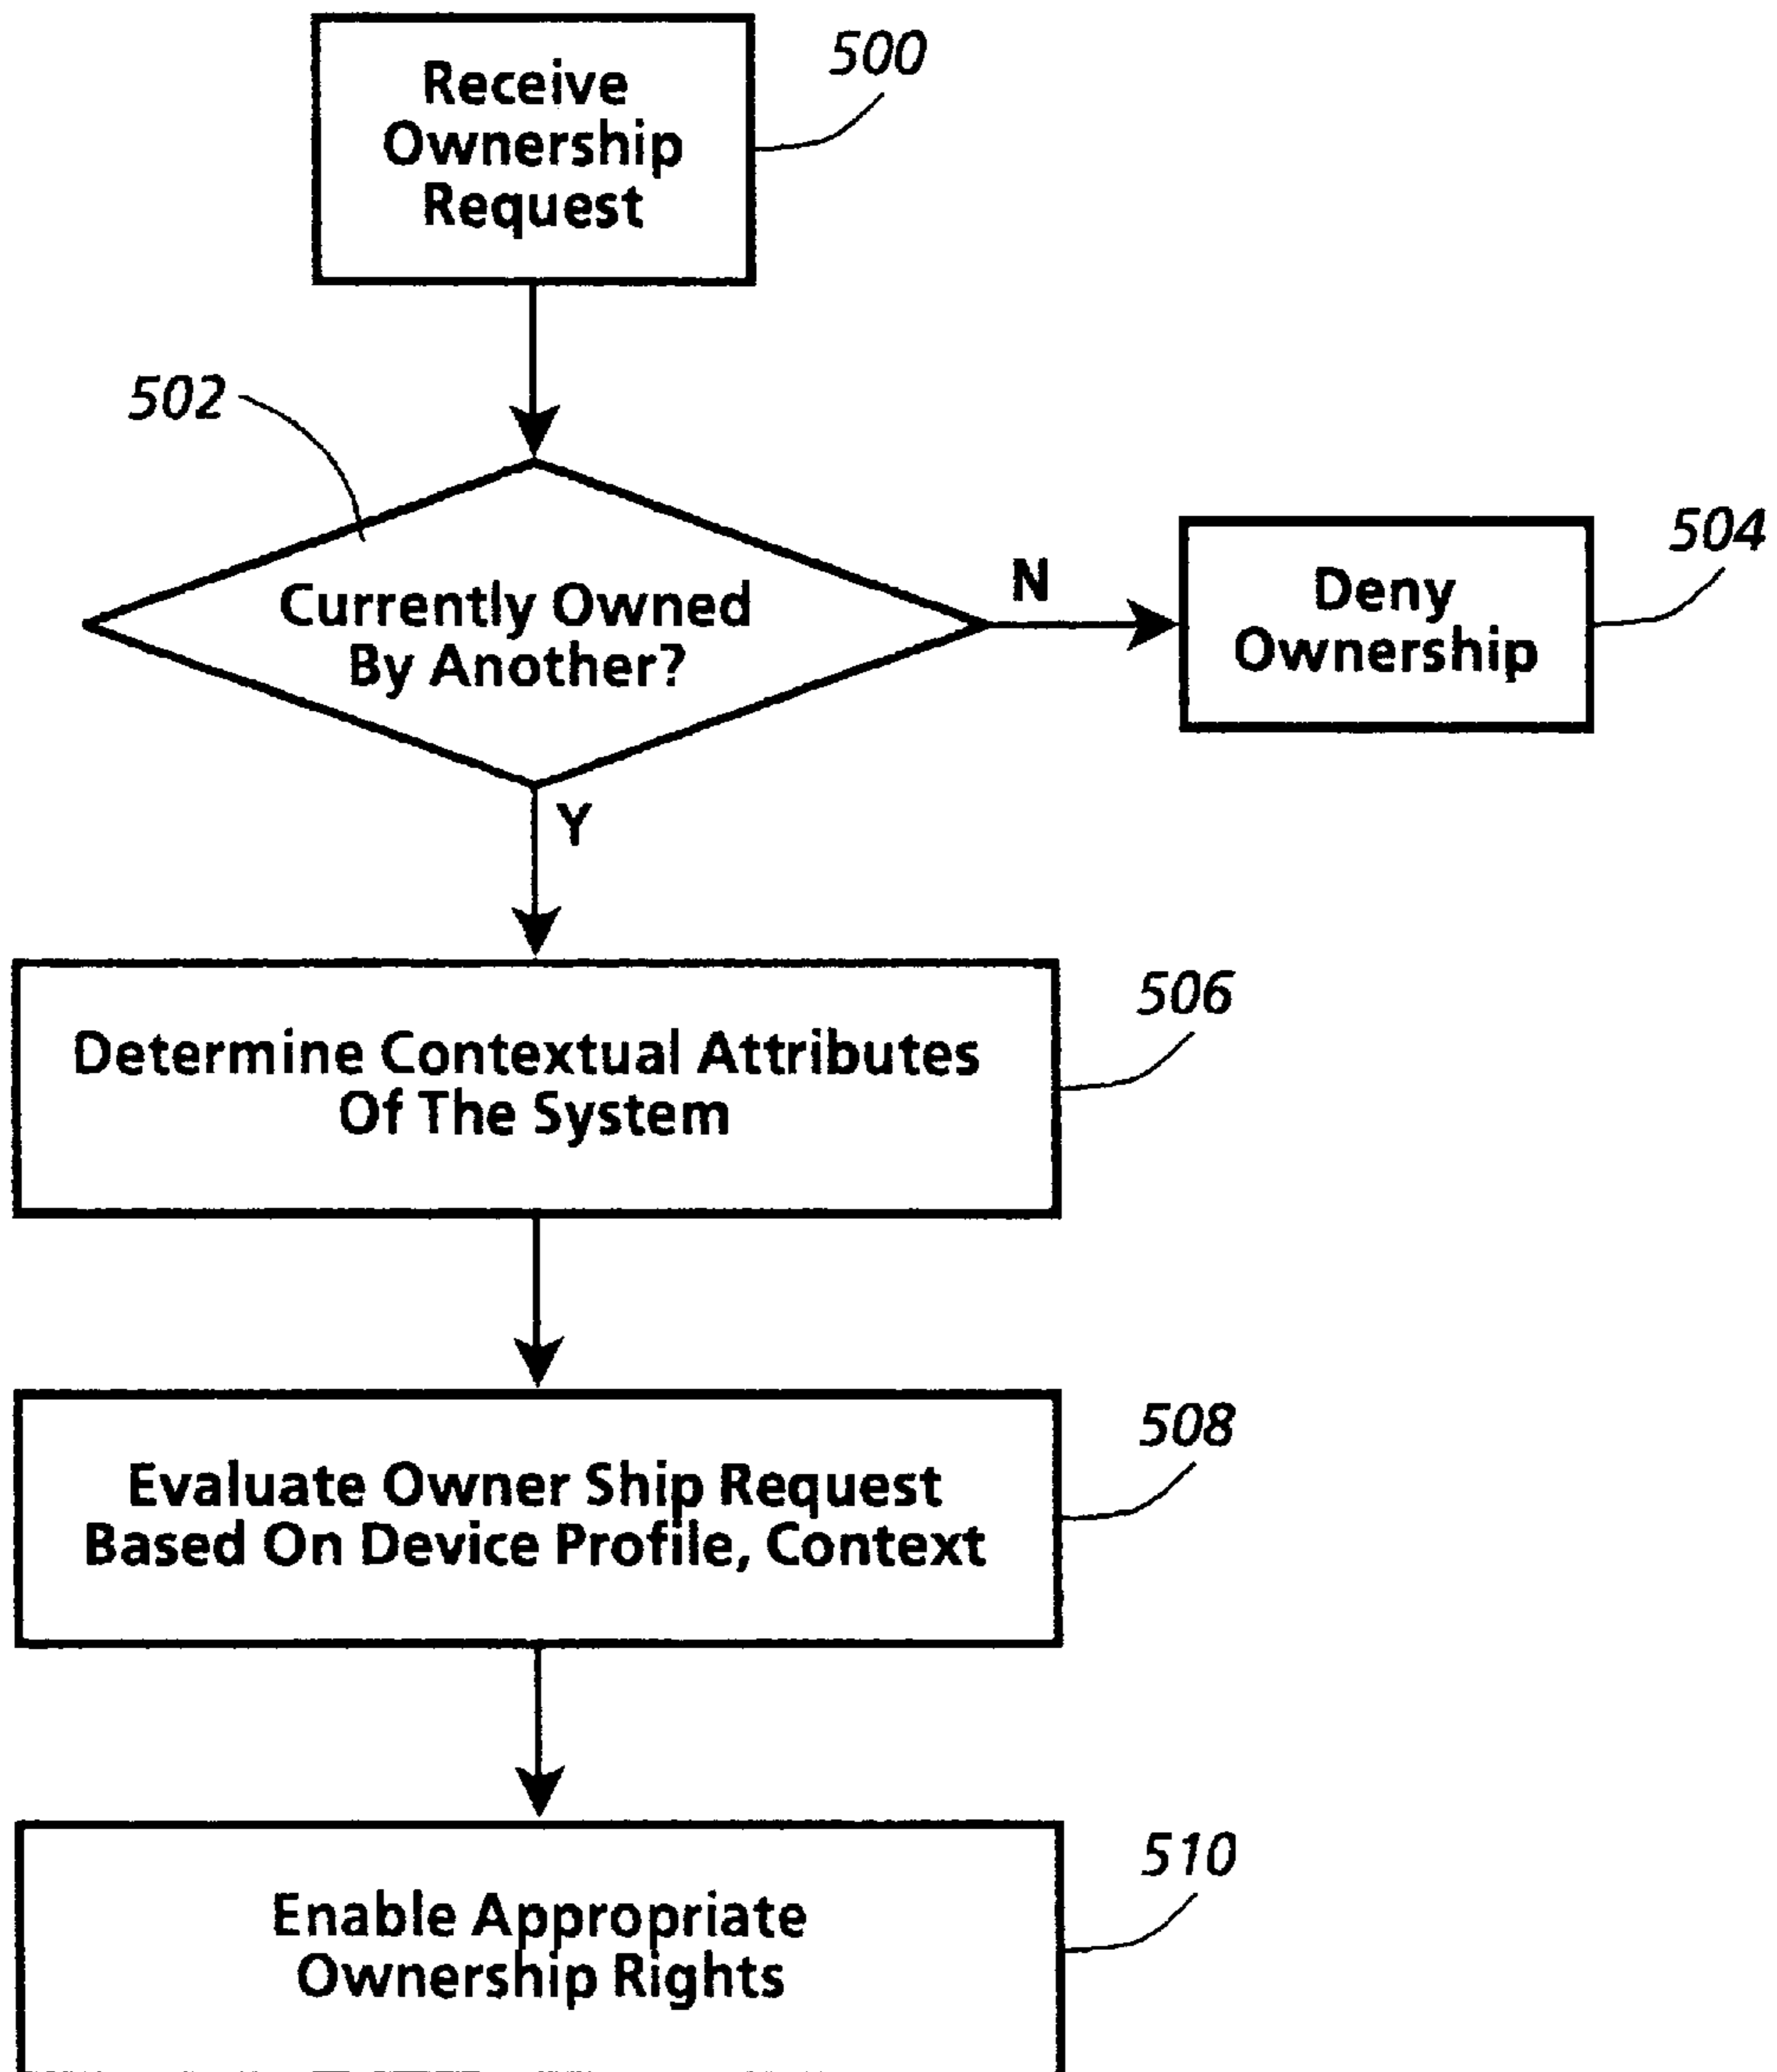 Receive
Ownership
Request
500
502
Currently Owned
By Another?
N
Deny
Ownership
504
Y
Determine Contextual Attributes
Of The System
506
Evaluate Owner Ship Request
Based On Device Profile, Context
508
Enable Appropriate
Ownership Rights
510